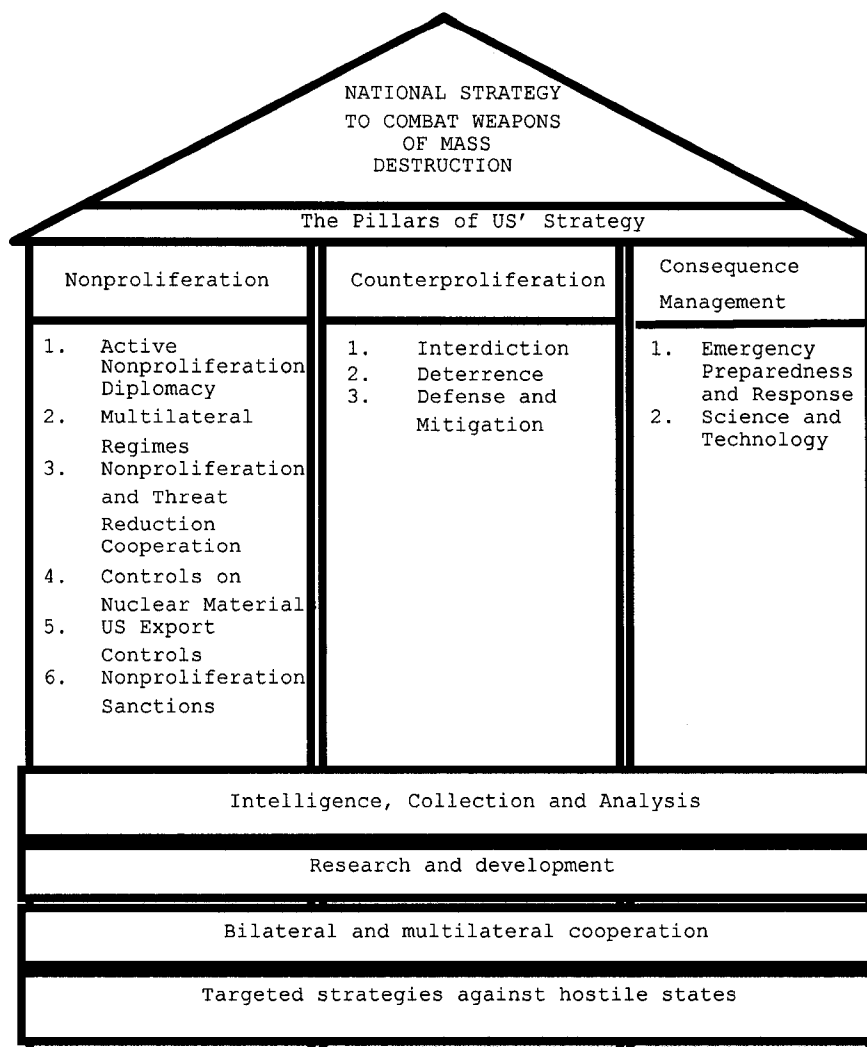 NATIONAL STRATEGY
TO COMBAT WEAPONS
OF MASS
DESTRUCTION
The Pillars of US' Strategy
Nonproliferation
1. Active
Nonproliferation
Diplomacy
2. Multilateral
Regimes
3. Nonproliferation
and Threat
Reduction
Cooperation
4. Controls on
Nuclear Material
5. US Export
Controls
6. Nonproliferation
Sanctions
Counterproliferation
1. Interdiction
2. Deterrence
3. Defense and
Mitigation
Consequence
Management
1. Emergency
Preparedness
and Response
2. Science and
Technology
Intelligence, Collection and Analysis
Research and development
Bilateral and multilateral cooperation
Targeted strategies against hostile states